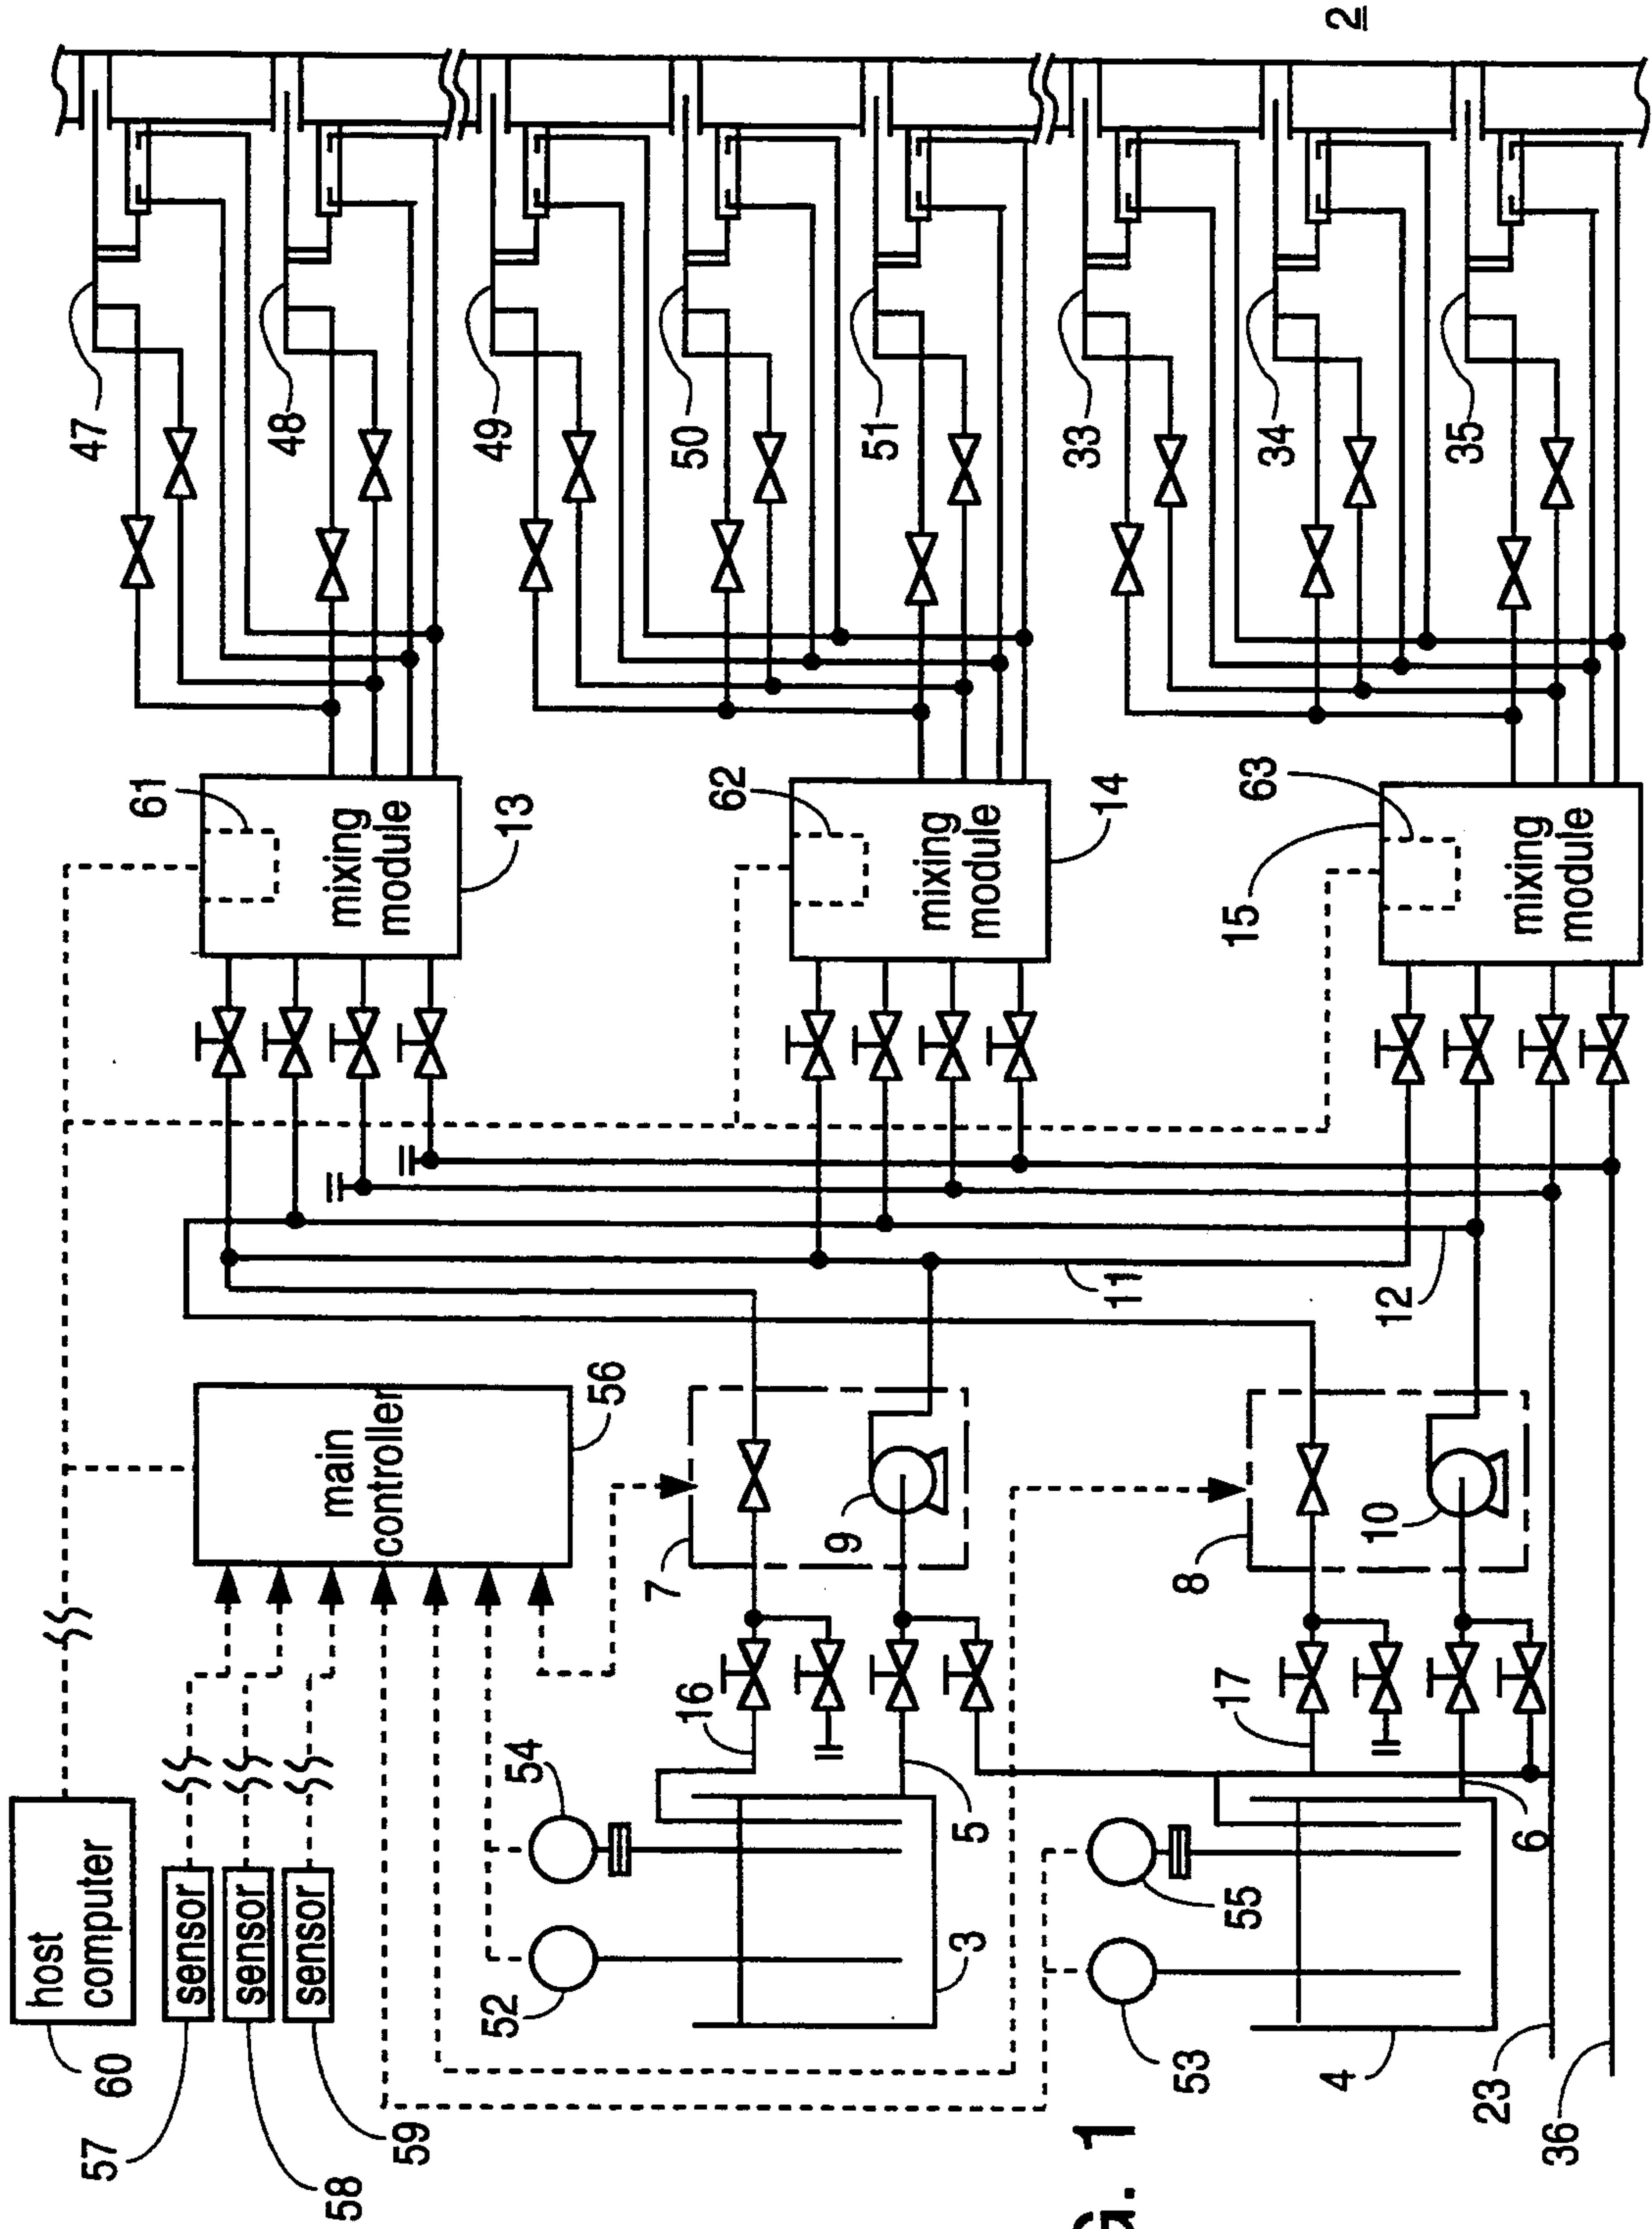 2
47
48
49
50
51
33
34
35
61
62
63
mixing
module
13
mixing
module
14
15
mixing
module
11
12
main
controller
56
7
9
8
10
16
17
54
5
55
6
52
3
53
4
23
36
host
computer
60
sensor
sensor
sensor
57
58
59
G. 1